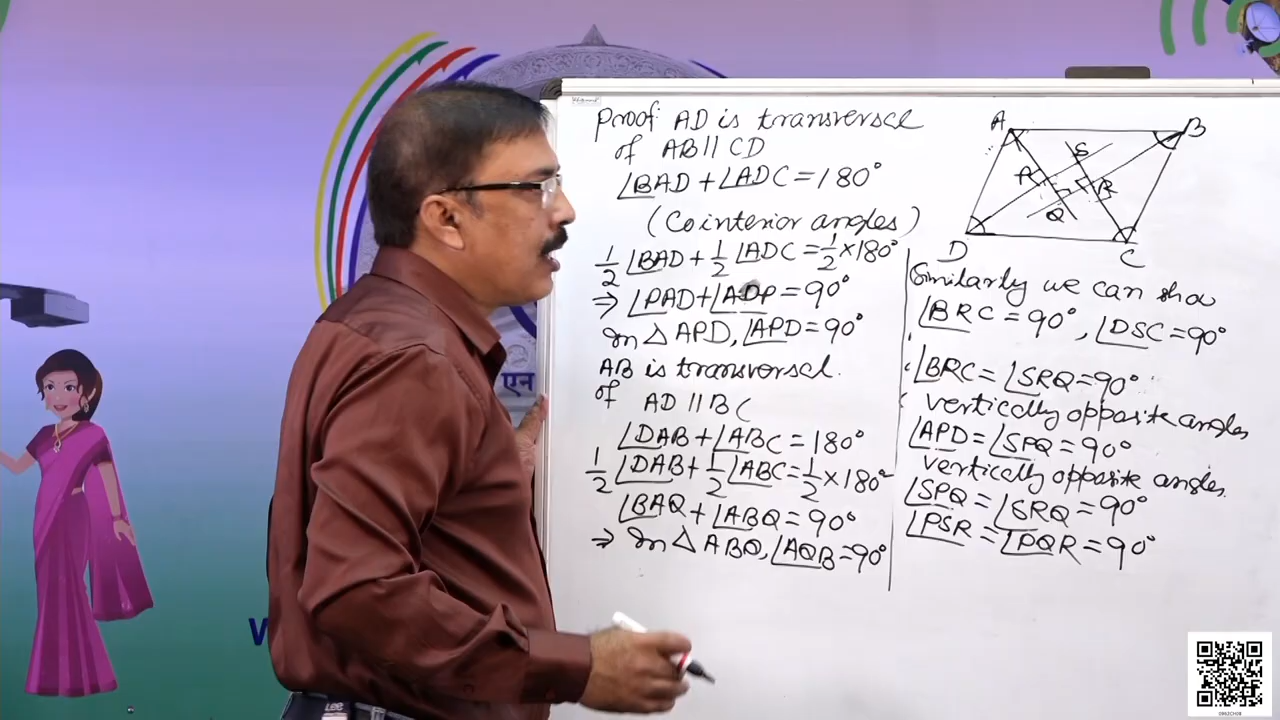 Proof: AD is transversal
of AB || CD
∠BAD + ∠ADC = 180°
(Cointerior angles)
1/2 ∠BAD + 1/2 ∠ADC = 1/2 × 180°
⇒ ∠PAD + ∠ADP = 90°
In △ APD, ∠APD = 90°
AB is transversal.
of AD || BC
∠DAB + ∠ABC = 180°
1/2 ∠DAB + 1/2 ∠ABC = 1/2 × 180°
∠BAQ + ∠ABQ = 90°
⇒ In △ ABQ, ∠AQB = 90°
A B
S
P R
Q
D C
Similarly we can show
∠BRC = 90°, ∠DSC = 90°
∠BRC = ∠SRQ = 90°
vertically opposite angles
∠APD = ∠SPQ = 90°
vertically opposite angles.
∠SPQ = ∠SRQ = 90°
∠PSR = ∠PQR = 90°
एन
W
Lee